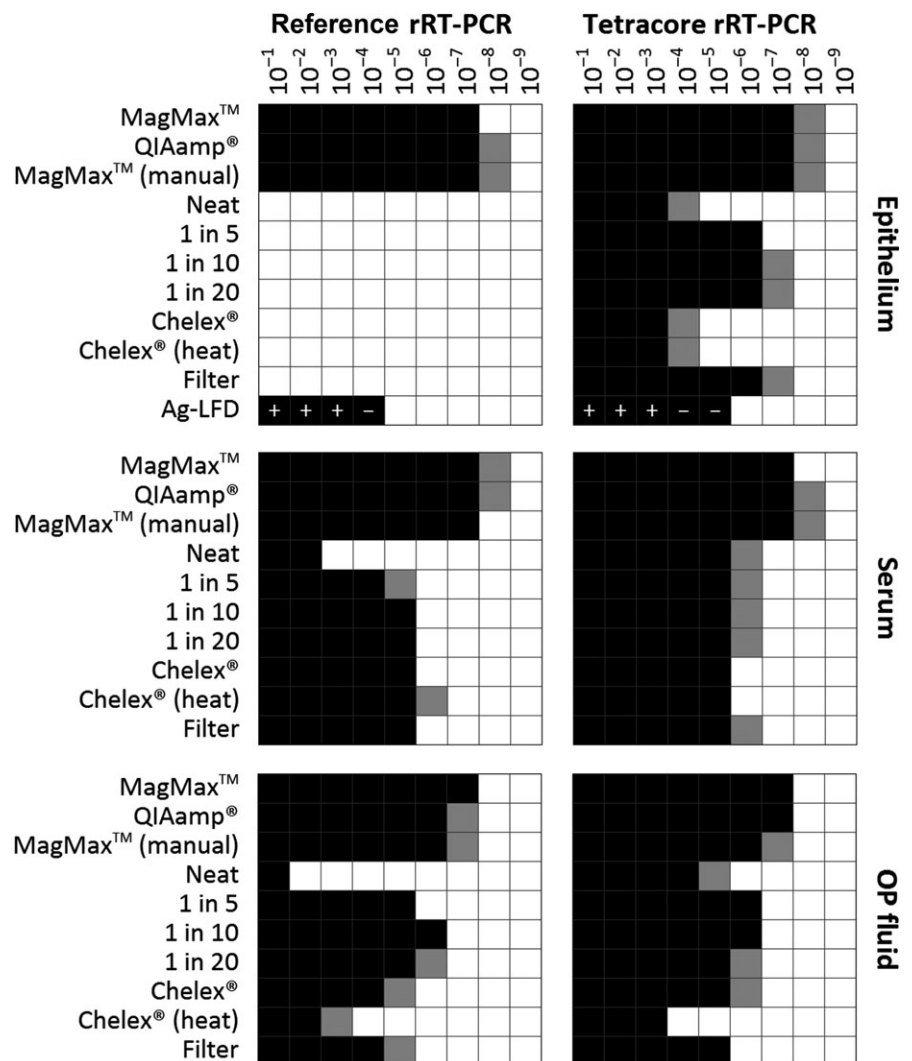 Reference rRT-PCR Tetracore rRT-PCR
10⁻¹ 10⁻² 10⁻³ 10⁻⁴ 10⁻⁵ 10⁻⁶ 10⁻⁷ 10⁻⁸ 10⁻⁹ 10⁻¹ 10⁻² 10⁻³ 10⁻⁴ 10⁻⁵ 10⁻⁶ 10⁻⁷ 10⁻⁸ 10⁻⁹
MagMax™
QIAamp®
MagMax™ (manual)
Neat
1 in 5
1 in 10
1 in 20
Chelex®
Chelex® (heat)
Filter
Ag-LFD + + + – + + + – –
Epithelium
MagMax™
QIAamp®
MagMax™ (manual)
Neat
1 in 5
1 in 10
1 in 20
Chelex®
Chelex® (heat)
Filter
Serum
MagMax™
QIAamp®
MagMax™ (manual)
Neat
1 in 5
1 in 10
1 in 20
Chelex®
Chelex® (heat)
Filter
OP fluid